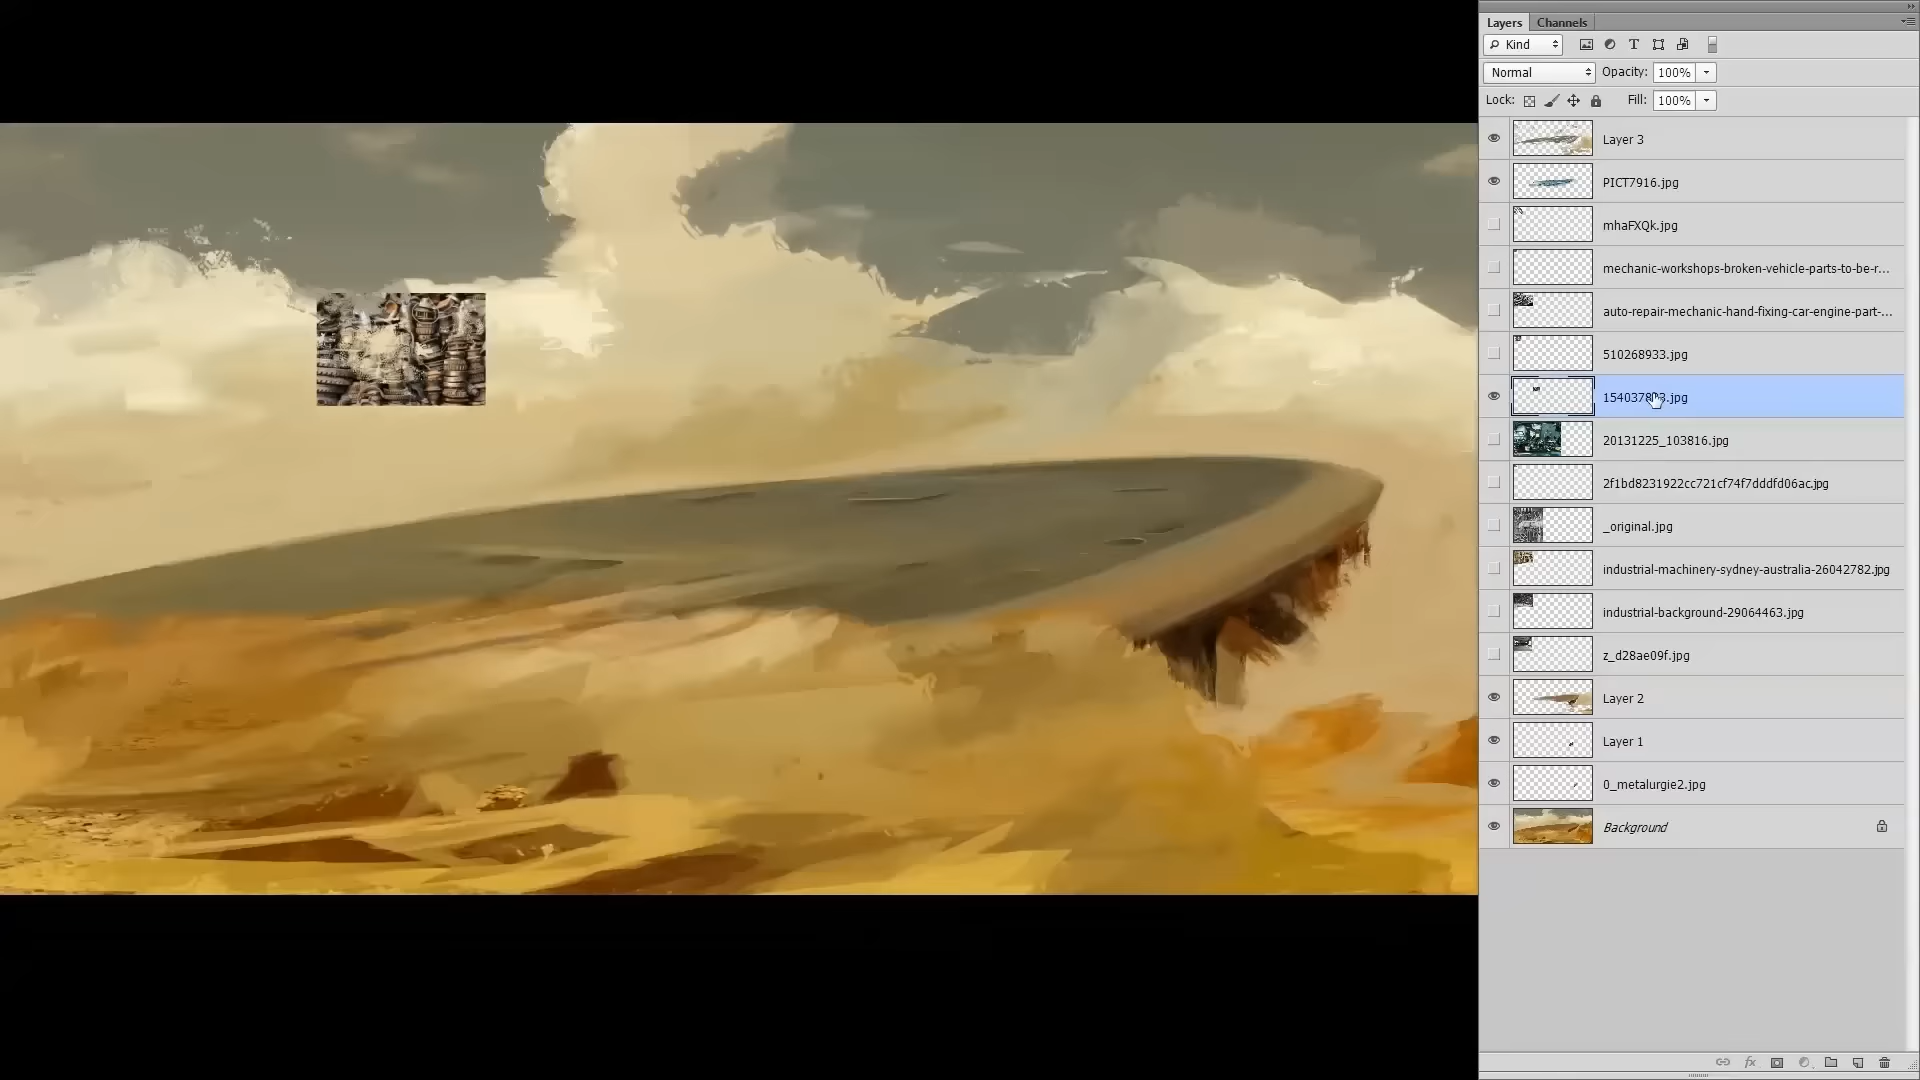 Layers Channels
Kind
Normal Opacity: 100%
Lock: Fill: 100%
Layer 3
PICT7916.jpg
mhaFXQk.jpg
mechanic-workshops-broken-vehicle-parts-to-be-r...
auto-repair-mechanic-hand-fixing-car-engine-part-...
510268933.jpg
.jpg
20131225_103816.jpg
2f1bd8231922cc721cf74f7dddfd06ac.jpg
_original.jpg
industrial-machinery-sydney-australia-26042782.jpg
industrial-background-29064463.jpg
z_d28ae09f.jpg
Layer 2
Layer 1
0_metalurgie2.jpg
Background
fx